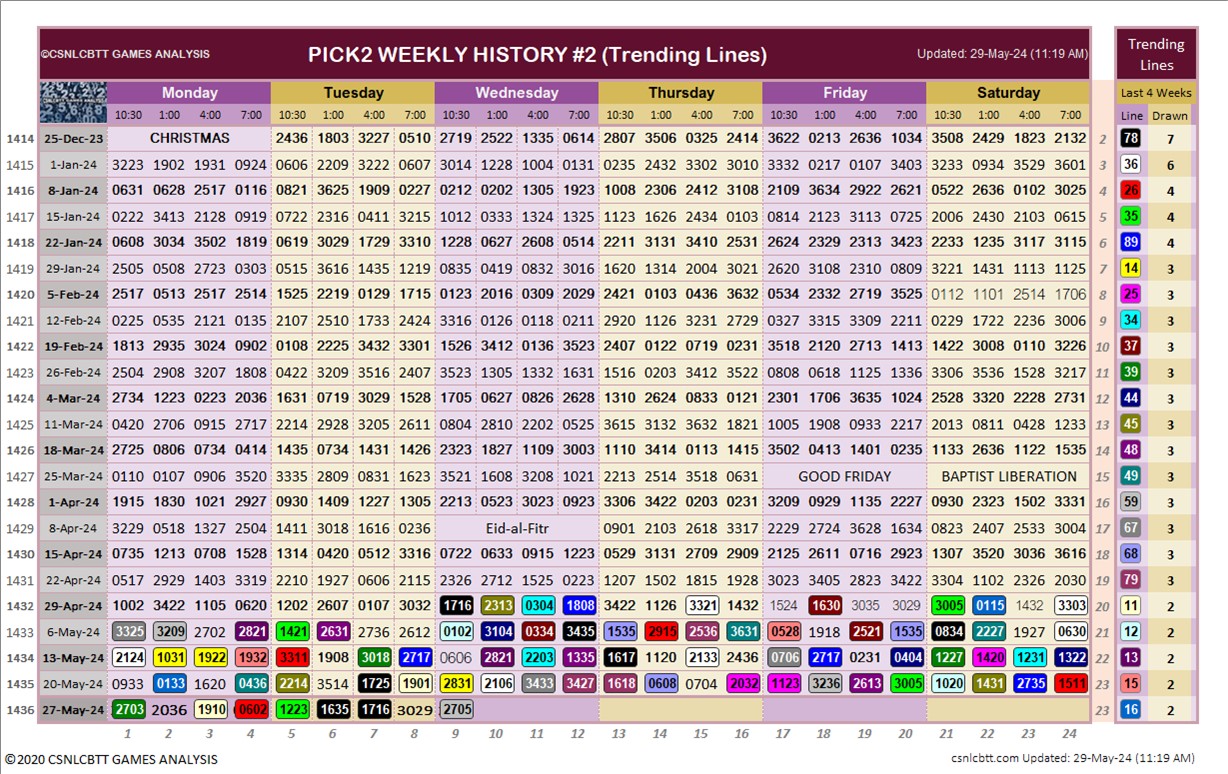 ©CSNLCBTT GAMES ANALYSIS PICK2 WEEKLY HISTORY #2 (Trending Lines) Updated: 29-May-24 (11:19 AM) Trending Lines
Monday Tuesday Wednesday Thursday Friday Saturday Last 4 Weeks
10:30 1:00 4:00 7:00 10:30 1:00 4:00 7:00 10:30 1:00 4:00 7:00 10:30 1:00 4:00 7:00 10:30 1:00 4:00 7:00 10:30 1:00 4:00 7:00 Line Drawn
1414 25-Dec-23 CHRISTMAS 2436 1803 3227 0510 2719 2522 1335 0614 2807 3506 0325 2414 3622 0213 2636 1034 3508 2429 1823 2132 2 78 7
1415 1-Jan-24 3223 1902 1931 0924 0606 2209 3222 0607 3014 1228 1004 0131 0235 2432 3302 3010 3332 0217 0107 3403 3233 0934 3529 3601 3 36 6
1416 8-Jan-24 0631 0628 2517 0116 0821 3625 1909 0227 0212 0202 1305 1923 1008 2306 2412 3108 2109 3634 2922 2621 0522 2636 0102 3025 4 26 4
1417 15-Jan-24 0222 3413 2128 0919 0722 2316 0411 3215 1012 0333 1324 1325 1123 1626 2434 0103 0814 2123 3113 0725 2006 2430 2103 0615 5 35 4
1418 22-Jan-24 0608 3034 3502 1819 0619 3029 1729 3310 1228 0627 2608 0514 2211 3131 3410 2531 2624 2329 2313 3423 2233 1235 3117 3115 6 89 4
1419 29-Jan-24 2505 0508 2723 0303 0515 3616 1435 1219 0835 0419 0832 3016 1620 1314 2004 3021 2620 3108 2310 0809 3221 1431 1113 1125 7 14 3
1420 5-Feb-24 2517 0513 2517 2514 1525 2219 0129 1715 0123 2016 0309 2029 2421 0103 0436 3632 0534 2332 2719 3525 0112 1101 2514 1706 8 25 3
1421 12-Feb-24 0225 0535 2121 0135 2107 2510 1733 2424 3316 0126 0118 0211 2920 1126 3231 2729 0327 3315 3309 2211 0229 1722 2236 3006 9 34 3
1422 19-Feb-24 1813 2935 3024 0902 0108 2225 3432 3301 1526 3412 0136 3523 2407 0122 0719 0231 3518 2120 2713 1413 1422 3008 0110 3226 10 37 3
1423 26-Feb-24 2504 2908 3207 1808 0422 3209 3516 2407 3523 1305 1332 1631 1516 0203 3412 3522 0808 0618 1125 1336 3306 3536 1528 3217 11 39 3
1424 4-Mar-24 2734 1223 0223 2036 1631 0719 3029 1528 1705 0627 0826 2628 1310 2624 0833 0121 2301 1706 3635 1024 2528 3320 2228 2731 12 44 3
1425 11-Mar-24 0420 2706 0915 2717 2214 2928 3205 2611 0804 2810 2202 0525 3615 3132 3632 1821 1005 1908 0933 2217 2013 0811 0428 1233 13 45 3
1426 18-Mar-24 2725 0806 0734 0414 1435 0734 1431 1426 2323 1827 1109 3003 1110 3414 0113 1415 3502 0413 1401 0235 1133 2636 1122 1535 14 48 3
1427 25-Mar-24 0110 0107 0906 3520 3335 2809 0831 1623 3521 1608 3208 1021 2213 2514 3518 0631 GOOD FRIDAY BAPTIST LIBERATION 15 49 3
1428 1-Apr-24 1915 1830 1021 2927 0930 1409 1227 1305 2213 0523 3023 0923 3306 3422 0203 0231 3209 0929 1135 2227 0930 2323 1502 3331 16 59 3
1429 8-Apr-24 3229 0518 1327 2504 1411 3018 1616 0236 Eid-al-Fitr 0901 2103 2618 3317 2229 2724 3628 1634 0823 2407 2533 3004 17 67 3
1430 15-Apr-24 0735 1213 0708 1528 1314 0420 0512 3316 0722 0633 0915 1223 0529 3131 2709 2909 2125 2611 0716 2923 1307 3520 3036 3616 18 68 3
1431 22-Apr-24 0517 2929 1403 3319 2210 1927 0606 2115 2326 2712 1525 0223 1207 1502 1815 1928 3023 3405 2823 3422 3304 1102 2326 2030 19 79 3
1432 29-Apr-24 1002 3422 1105 0620 1202 2607 0107 3032 1716 2313 0304 1808 3422 1126 3321 1432 1524 1630 3035 3029 3005 0115 1432 3303 20 11 2
1433 6-May-24 3325 3209 2702 2821 1421 2631 2736 2612 0102 3104 0334 3435 1535 2915 2536 3631 0528 1918 2521 1535 0834 2227 1927 0630 21 12 2
1434 13-May-24 2124 1031 1922 1932 3311 1908 3018 2717 0606 2821 2203 1335 1617 1120 2133 2436 0706 2717 0231 0404 1227 1420 1231 1322 22 13 2
1435 20-May-24 0933 0133 1620 0436 2214 3514 1725 1901 2831 2106 3433 3427 1618 0608 0704 2032 1123 3236 2613 3005 1020 1431 2735 1511 23 15 2
1436 27-May-24 2703 2036 1910 0602 1223 1635 1716 3029 2705 23 16 2
1 2 3 4 5 6 7 8 9 10 11 12 13 14 15 16 17 18 19 20 21 22 23 24
©2020 CSNLCBTT GAMES ANALYSIS csnlcbtt.com Updated: 29-May-24 (11:19 AM)